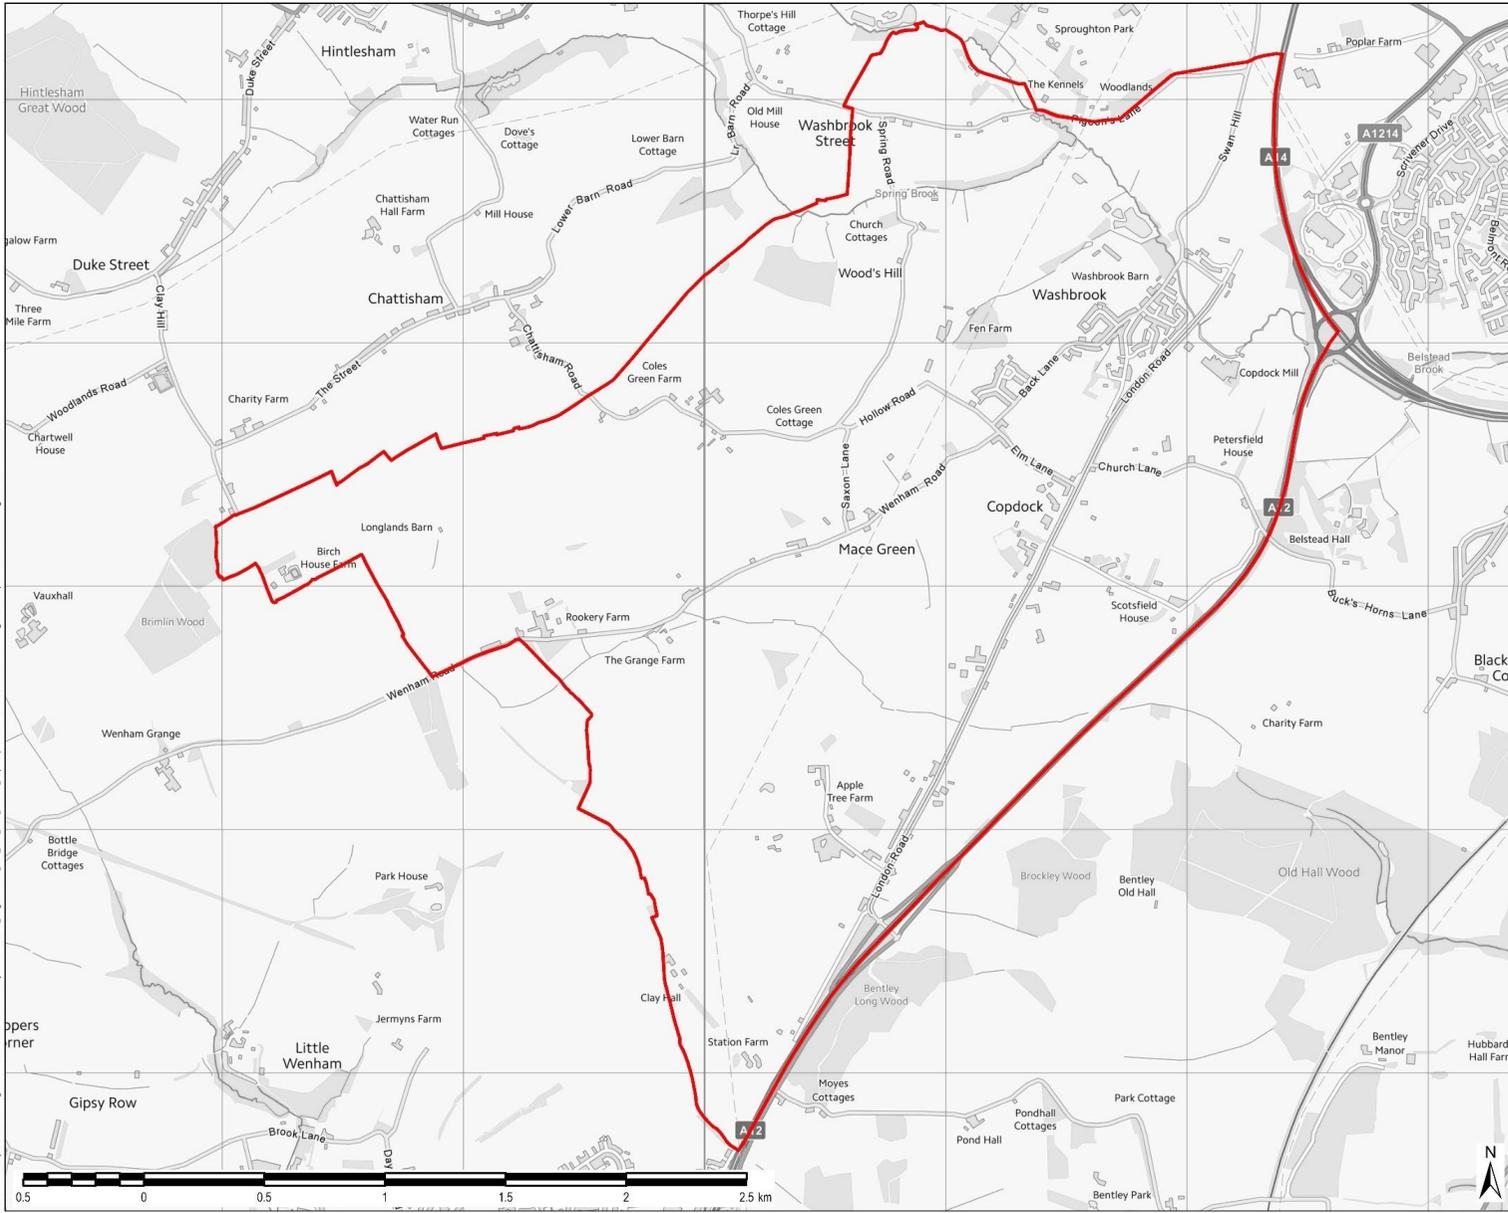 Thorpe's Hill
Cottage
Sproughton Park
Poplar Farm
Hintlesham
Duke Street
Hintlesham
Great Wood
The Kennels
Woodlands
Pigeon's Lane
Water Run
Cottages
Dove's
Cottage
Lower Barn
Cottage
Lr. Barn Road
Old Mill
House
Washbrook
Street
Spring Road
Swan Hill
A14
A1214
Scrivener Drive
Chattisham
Hall Farm
Mill House
Lower Barn Road
Spring Brook
Church
Cottages
Belmont R
galow Farm
Duke Street
Wood's Hill
Washbrook Barn
Washbrook
Three
Mile Farm
Clay Hill
Chattisham
Fen Farm
Chattisham Road
Coles
Green Farm
Back Lane
London Road
Copdock Mill
Belstead
Brook
Woodlands Road
The Street
Charity Farm
Coles Green
Cottage
Hollow Road
Chartwell
House
Petersfield
House
Elm Lane
Church Lane
Saxon Lane
Wenham Road
Copdock
A12
Longlands Barn
Mace Green
Belstead Hall
Birch
House Farm
Vauxhall
Brimlin Wood
Rookery Farm
Scotsfield
House
Buck's Horns Lane
The Grange Farm
Black
Co
Wenham Road
Wenham Grange
Charity Farm
Apple
Tree Farm
Bottle
Bridge
Cottages
London Road
Park House
Brockley Wood
Bentley
Old Hall
Old Hall Wood
Clay Hall
Bentley
Long Wood
Jermyns Farm
oppers
orner
Little
Wenham
Station Farm
Bentley
Manor
Hubbard
Hall Farm
Gipsy Row
Moyes
Cottages
Park Cottage
Pondhall
Cottages
Brook Lane
A12
Pond Hall
Day
N
Bentley Park
0.5 0 0.5 1 1.5 2 2.5 km